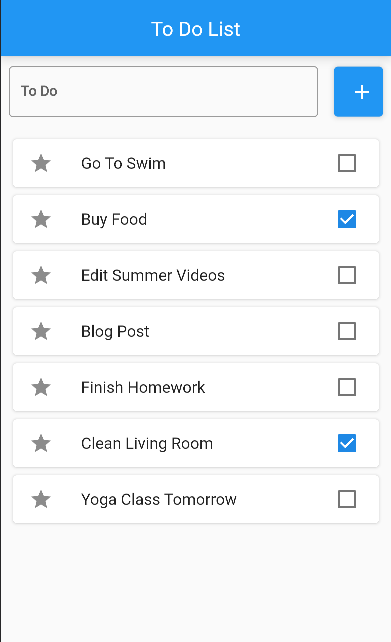 To Do List
To Do
Go To Swim
Buy Food
Edit Summer Videos
Blog Post
Finish Homework
Clean Living Room
Yoga Class Tomorrow